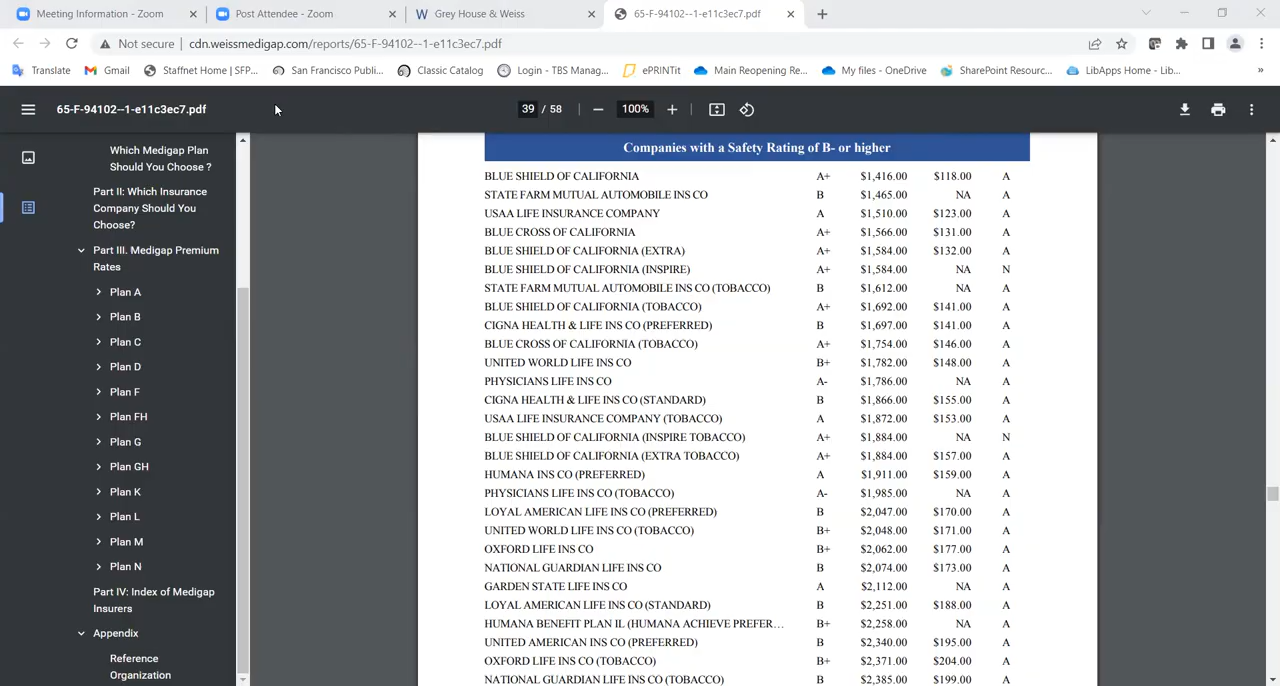 Meeting Information - Zoom
Post Attendee - Zoom
Grey House & Weiss
65-F-94102--1-e11c3ec7.pdf
Not secure | cdn.weissmedigap.com/reports/65-F-94102--1-e11c3ec7.pdf
Translate Gmail Staffnet Home | SFP... San Francisco Publi... Classic Catalog Login - TBS Manag... ePRINTit Main Reopening Re... My files - OneDrive SharePoint Resourc... LibApps Home - Lib... »
65-F-94102--1-e11c3ec7.pdf 39 / 58 100%
Which Medigap Plan
Should You Choose ?
Part II: Which Insurance
Company Should You
Choose?
Part III. Medigap Premium
Rates
Plan A
Plan B
Plan C
Plan D
Plan F
Plan FH
Plan G
Plan GH
Plan K
Plan L
Plan M
Plan N
Part IV: Index of Medigap
Insurers
Appendix
Reference
Organization
Companies with a Safety Rating of B- or higher
BLUE SHIELD OF CALIFORNIA A+ $1,416.00 $118.00 A
STATE FARM MUTUAL AUTOMOBILE INS CO B $1,465.00 NA A
USAA LIFE INSURANCE COMPANY A $1,510.00 $123.00 A
BLUE CROSS OF CALIFORNIA A+ $1,566.00 $131.00 A
BLUE SHIELD OF CALIFORNIA (EXTRA) A+ $1,584.00 $132.00 A
BLUE SHIELD OF CALIFORNIA (INSPIRE) A+ $1,584.00 NA N
STATE FARM MUTUAL AUTOMOBILE INS CO (TOBACCO) B $1,612.00 NA A
BLUE SHIELD OF CALIFORNIA (TOBACCO) A+ $1,692.00 $141.00 A
CIGNA HEALTH & LIFE INS CO (PREFERRED) B $1,697.00 $141.00 A
BLUE CROSS OF CALIFORNIA (TOBACCO) A+ $1,754.00 $146.00 A
UNITED WORLD LIFE INS CO B+ $1,782.00 $148.00 A
PHYSICIANS LIFE INS CO A- $1,786.00 NA A
CIGNA HEALTH & LIFE INS CO (STANDARD) B $1,866.00 $155.00 A
USAA LIFE INSURANCE COMPANY (TOBACCO) A $1,872.00 $153.00 A
BLUE SHIELD OF CALIFORNIA (INSPIRE TOBACCO) A+ $1,884.00 NA N
BLUE SHIELD OF CALIFORNIA (EXTRA TOBACCO) A+ $1,884.00 $157.00 A
HUMANA INS CO (PREFERRED) A $1,911.00 $159.00 A
PHYSICIANS LIFE INS CO (TOBACCO) A- $1,985.00 NA A
LOYAL AMERICAN LIFE INS CO (PREFERRED) B $2,047.00 $170.00 A
UNITED WORLD LIFE INS CO (TOBACCO) B+ $2,048.00 $171.00 A
OXFORD LIFE INS CO B+ $2,062.00 $177.00 A
NATIONAL GUARDIAN LIFE INS CO B $2,074.00 $173.00 A
GARDEN STATE LIFE INS CO A $2,112.00 NA A
LOYAL AMERICAN LIFE INS CO (STANDARD) B $2,251.00 $188.00 A
HUMANA BENEFIT PLAN IL (HUMANA ACHIEVE PREFER... B+ $2,258.00 NA A
UNITED AMERICAN INS CO (PREFERRED) B $2,340.00 $195.00 A
OXFORD LIFE INS CO (TOBACCO) B+ $2,371.00 $204.00 A
NATIONAL GUARDIAN LIFE INS CO (TOBACCO) B $2,385.00 $199.00 A